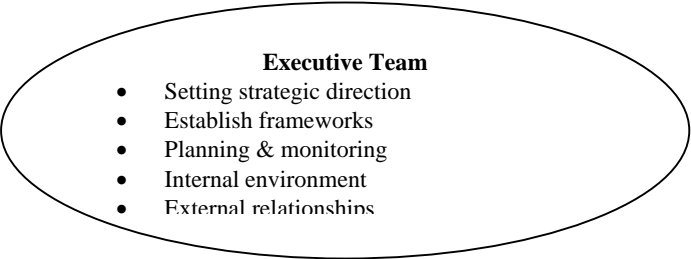 Executive Team
• Setting strategic direction
• Establish frameworks
• Planning & monitoring
• Internal environment
• External relationships